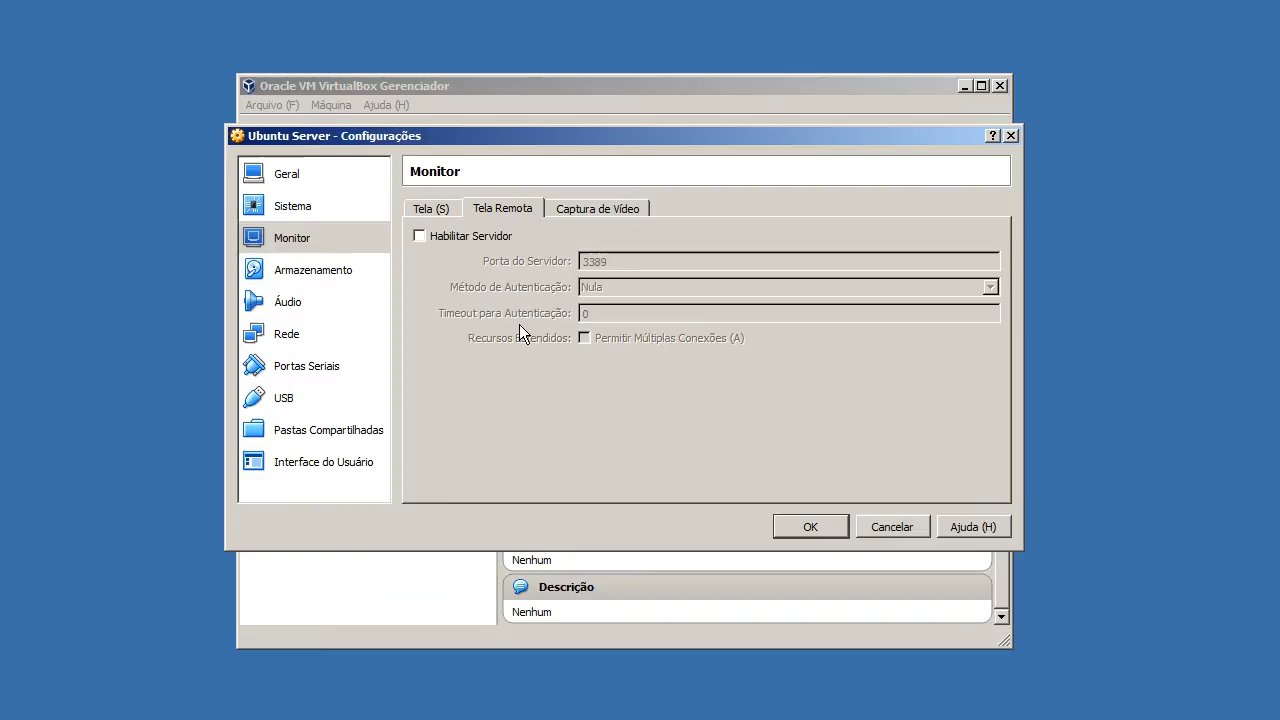 Oracle VM VirtualBox Gerenciador
Arquivo (F) Máquina Ajuda (H)
Ubuntu Server - Configurações
Geral
Sistema
Monitor
Armazenamento
Áudio
Rede
Portas Seriais
USB
Pastas Compartilhadas
Interface do Usuário
Monitor
Tela (S) Tela Remota Captura de Vídeo
Habilitar Servidor
Porta do Servidor: 3389
Método de Autenticação: Nula
Timeout para Autenticação: 0
Recursos Estendidos: Permitir Múltiplas Conexões (A)
OK Cancelar Ajuda (H)
Nenhum
Descrição
Nenhum